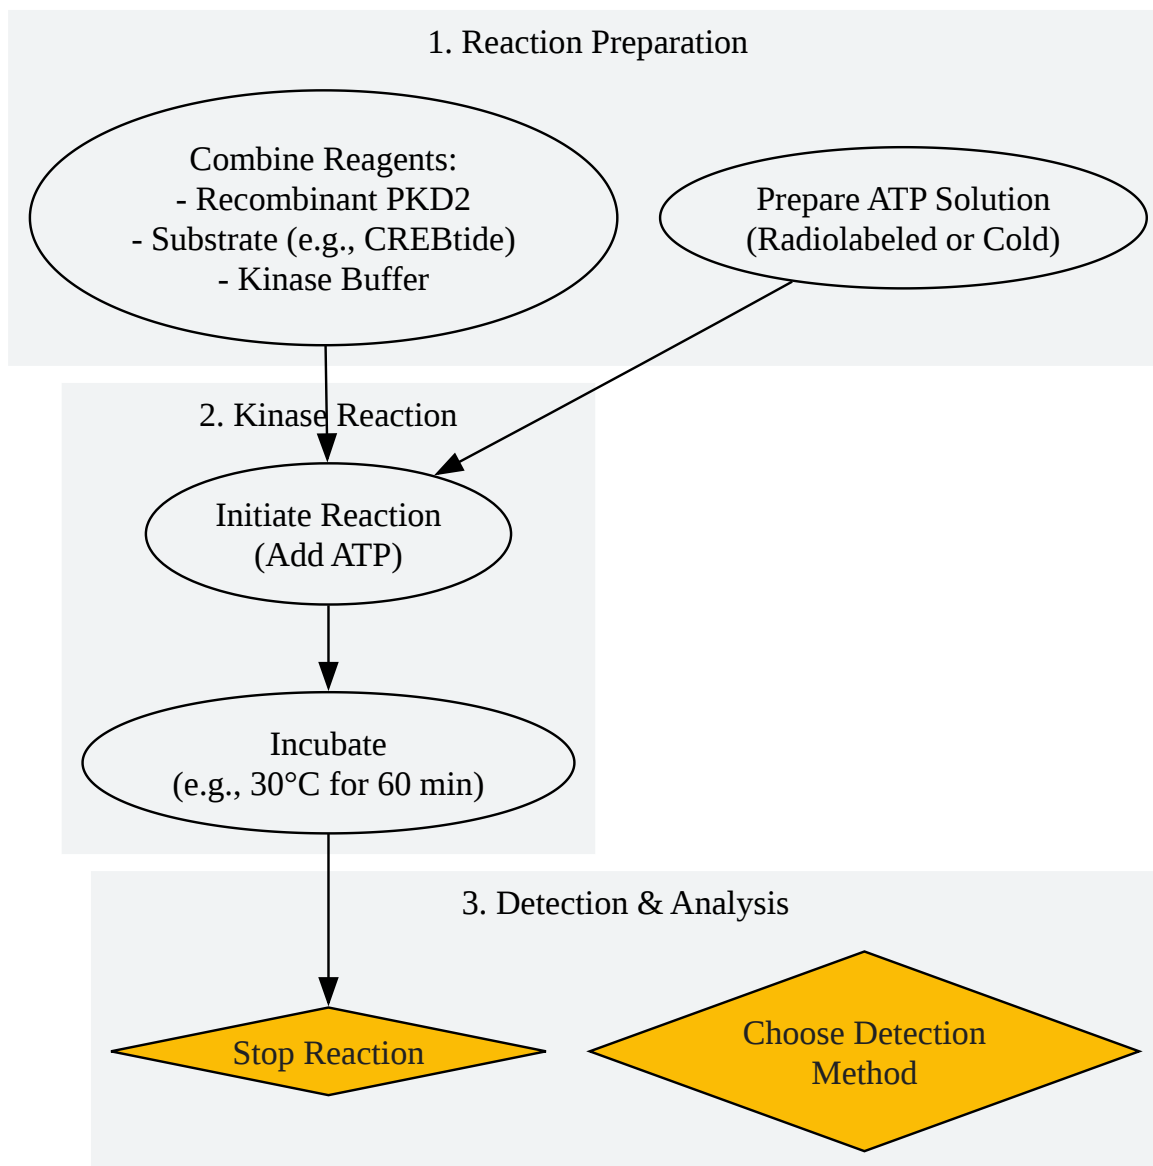 1. Reaction Preparation
Combine Reagents:
- Recombinant PKD2
- Substrate (e.g., CREBtide)
- Kinase Buffer
Prepare ATP Solution
(Radiolabeled or Cold)
2. Kinase Reaction
Initiate Reaction
(Add ATP)
Incubate
(e.g., 30°C for 60 min)
3. Detection & Analysis
Stop Reaction
Choose Detection
Method